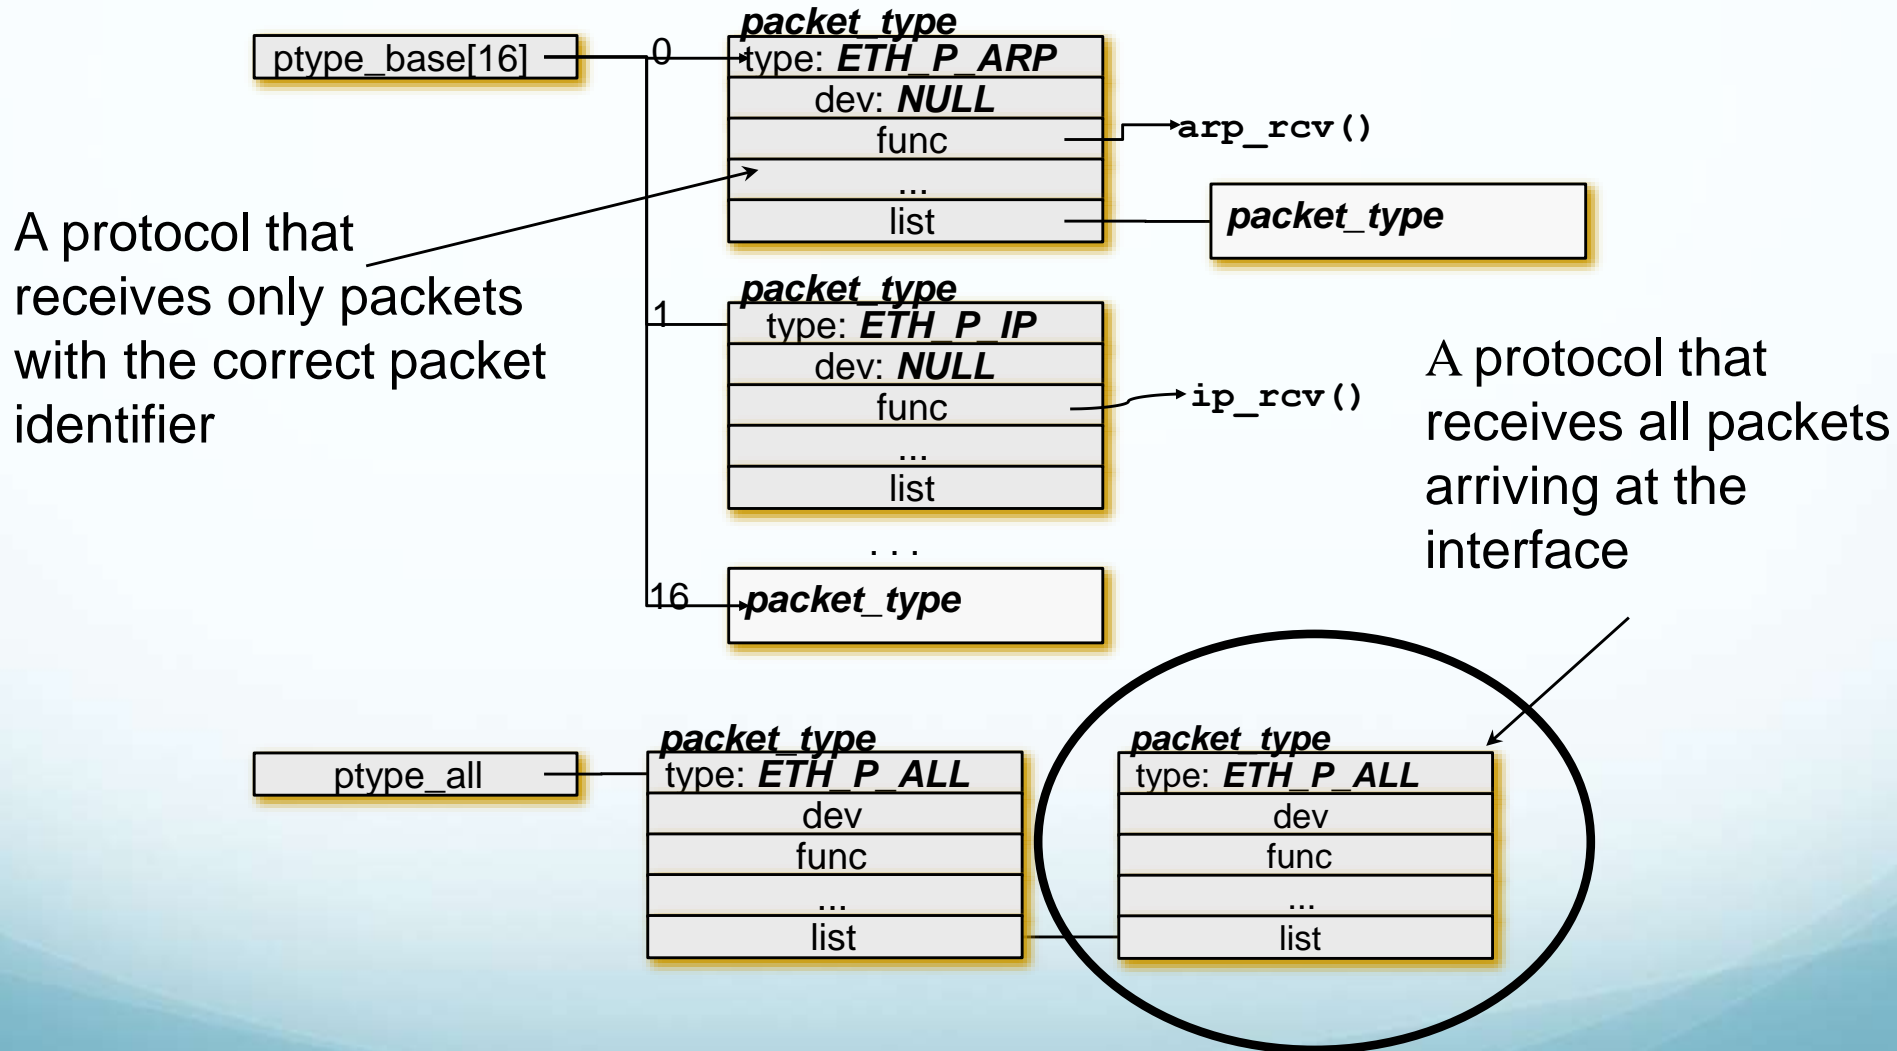 ptype_base[16]
0
packet_type
type: ETH_P_ARP
dev: NULL
func
arp_rcv()
...
list
packet_type
A protocol that
receives only packets
with the correct packet
identifier
1
packet_type
type: ETH_P_IP
dev: NULL
func
ip_rcv()
...
list
A protocol that
receives all packets
arriving at the
interface
. . .
16
packet_type
ptype_all
packet_type
type: ETH_P_ALL
dev
func
...
list
packet_type
type: ETH_P_ALL
dev
func
...
list